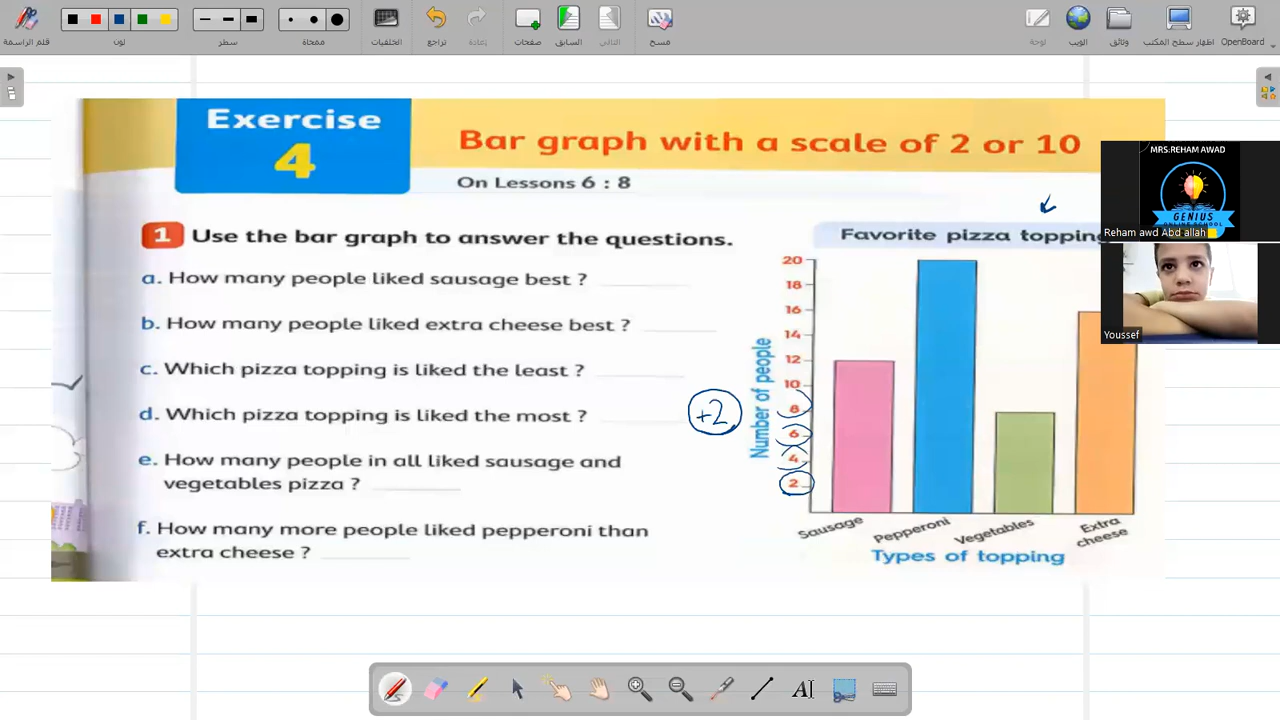 قلم الراسمة
لون
سطر
ممحاة
الخلفيات
تراجع
إعادة
صفحات
السابق
التالي
مسح
لوحة
الويب
وثائق
اظهار سطح المكتب
OpenBoard
Exercise
4
Bar graph with a scale of 2 or 10
On Lessons 6 : 8
1 Use the bar graph to answer the questions.
a. How many people liked sausage best ?
b. How many people liked extra cheese best ?
c. Which pizza topping is liked the least ?
d. Which pizza topping is liked the most ?
e. How many people in all liked sausage and
vegetables pizza ?
f. How many more people liked pepperoni than
extra cheese ?
+2
Favorite pizza topping
Number of people
20
18
16
14
12
10
8
6
4
2
Sausage
Pepperoni
Vegetables
Extra
cheese
Types of topping
MRS.REHAM AWAD
GENIUS
ONLINE SCHOOL
Reham awd Abd allah
Youssef
AI